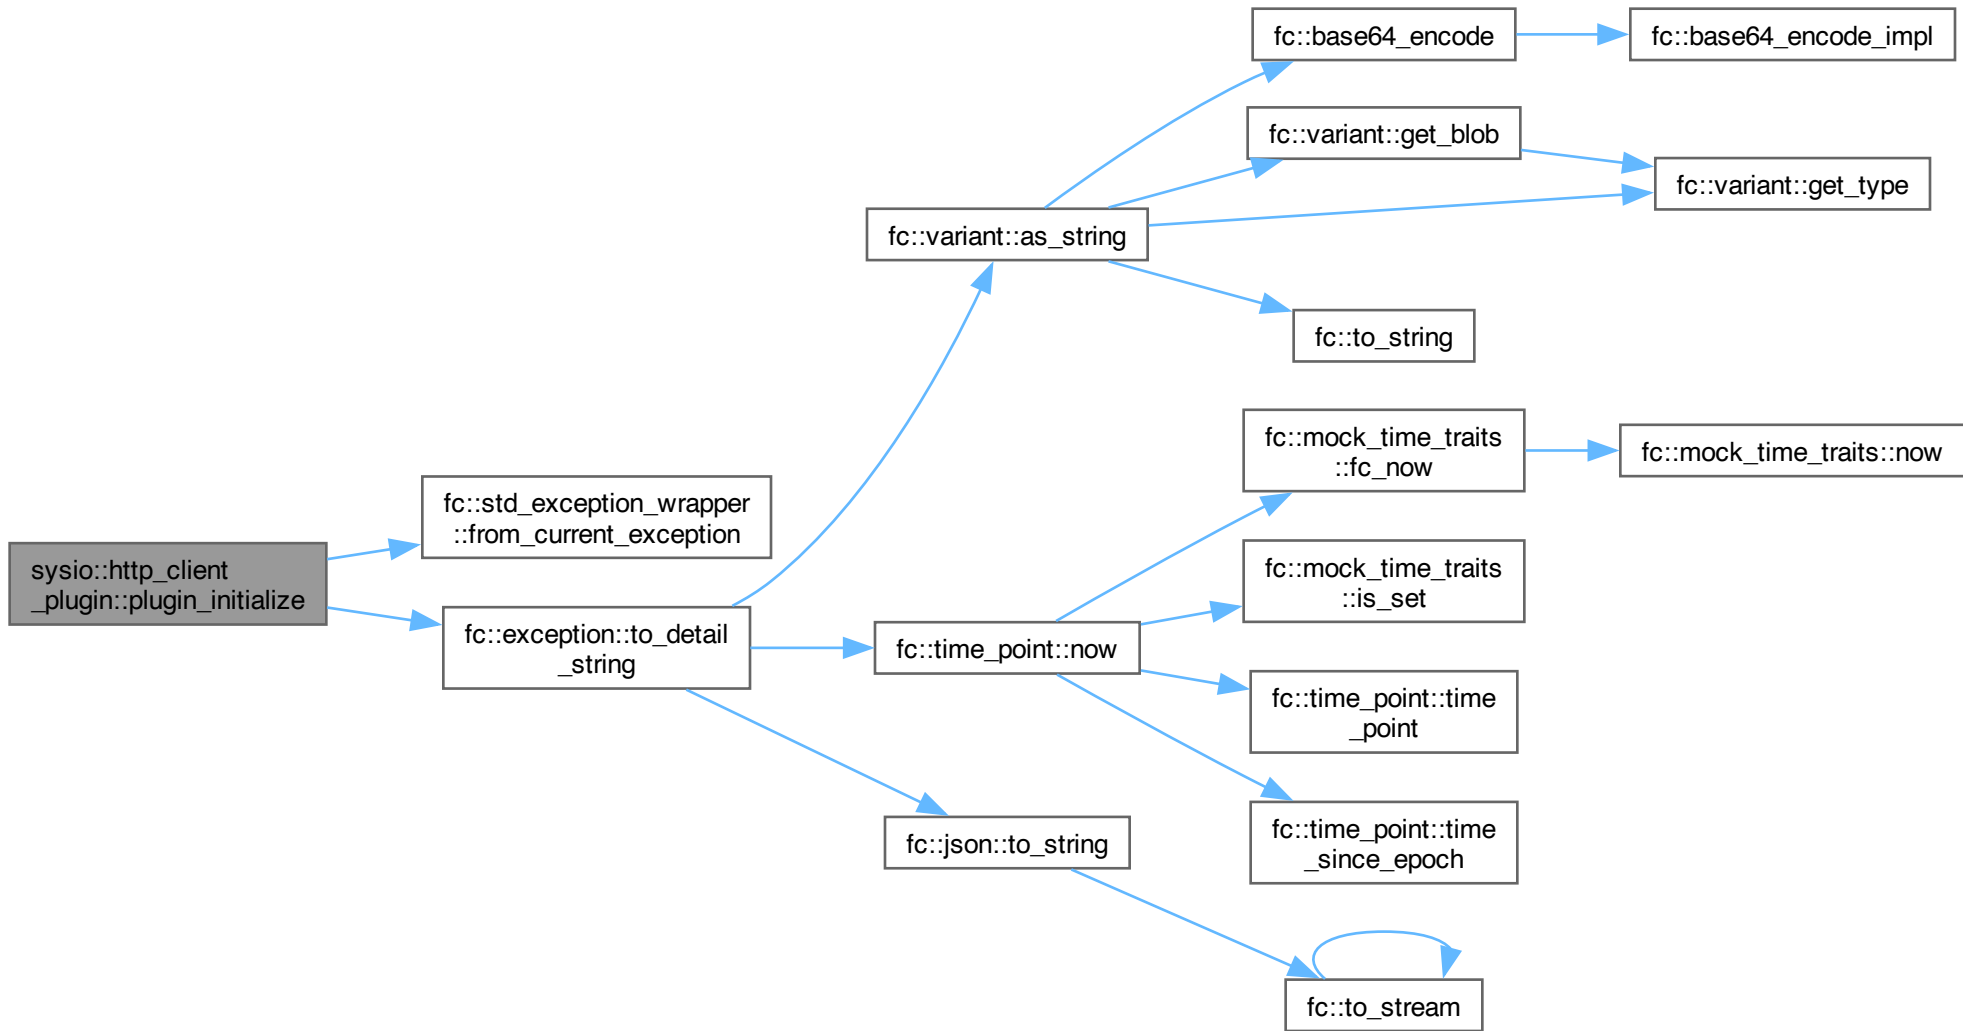 fc::base64_encode
fc::base64_encode_impl
fc::variant::get_blob
fc::variant::get_type
fc::variant::as_string
fc::to_string
fc::mock_time_traits
::fc_now
fc::mock_time_traits::now
fc::std_exception_wrapper
::from_current_exception
sysio::http_client
_plugin::plugin_initialize
fc::mock_time_traits
::is_set
fc::exception::to_detail
_string
fc::time_point::now
fc::time_point::time
_point
fc::json::to_string
fc::time_point::time
_since_epoch
fc::to_stream